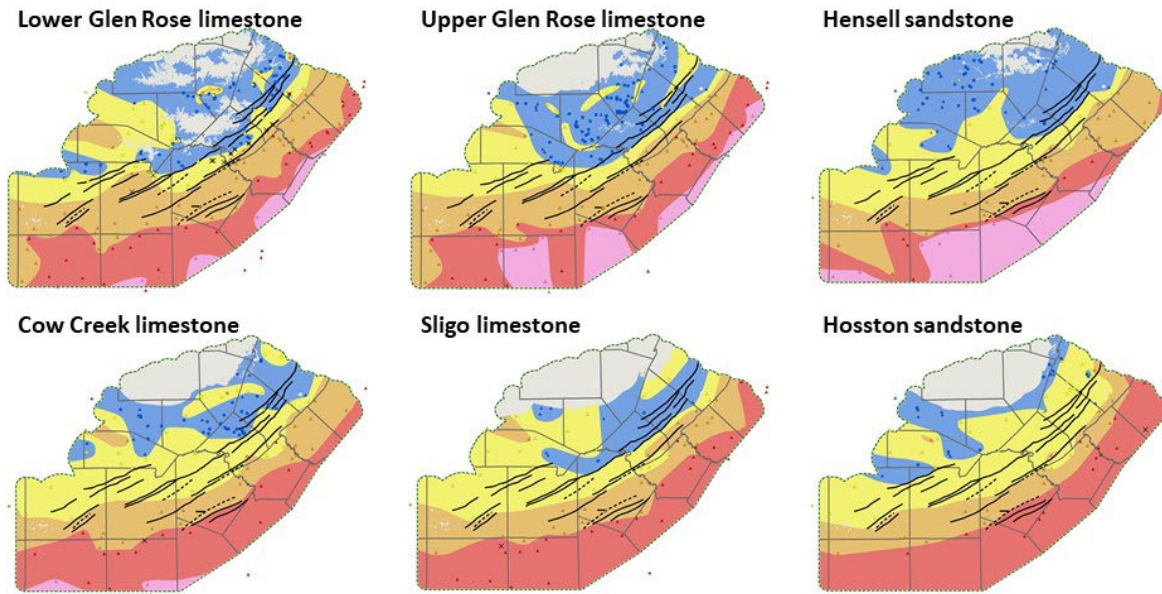 Lower Glen Rose limestone
Upper Glen Rose limestone
Hensell sandstone
Cow Creek limestone
Sligo limestone
Hosston sandstone